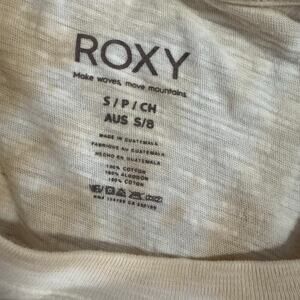 ROXY
Make waves, move mountains.
S / P / CH
AUS S/8
MADE IN GUATEMALA
FABRIQUE AU GUATEMALA
HECHO EN GUATEMALA
100% COTTON
100% ALGODON
100% COTON